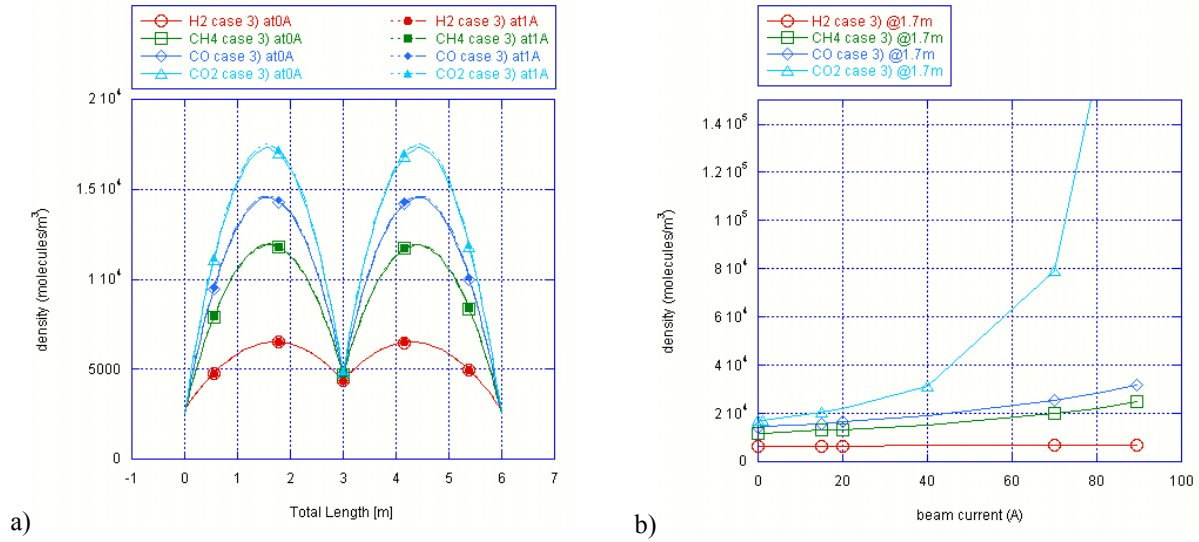 H2 case 3) at0A
H2 case 3) at1A
CH4 case 3) at0A
CH4 case 3) at1A
CO case 3) at0A
CO case 3) at1A
CO2 case 3) at0A
CO2 case 3) at1A
2 10⁴
1.5 10⁴
1 10⁴
5000
0
-1 0 1 2 3 4 5 6 7
density (molecules/m³)
Total Length [m]
a)
H2 case 3) @1.7m
CH4 case 3) @1.7m
CO case 3) @1.7m
CO2 case 3) @1.7m
1.4 10⁵
1.2 10⁵
1 10⁵
8 10⁴
6 10⁴
4 10⁴
2 10⁴
0
0 20 40 60 80 100
density (molecules/m³)
beam current (A)
b)